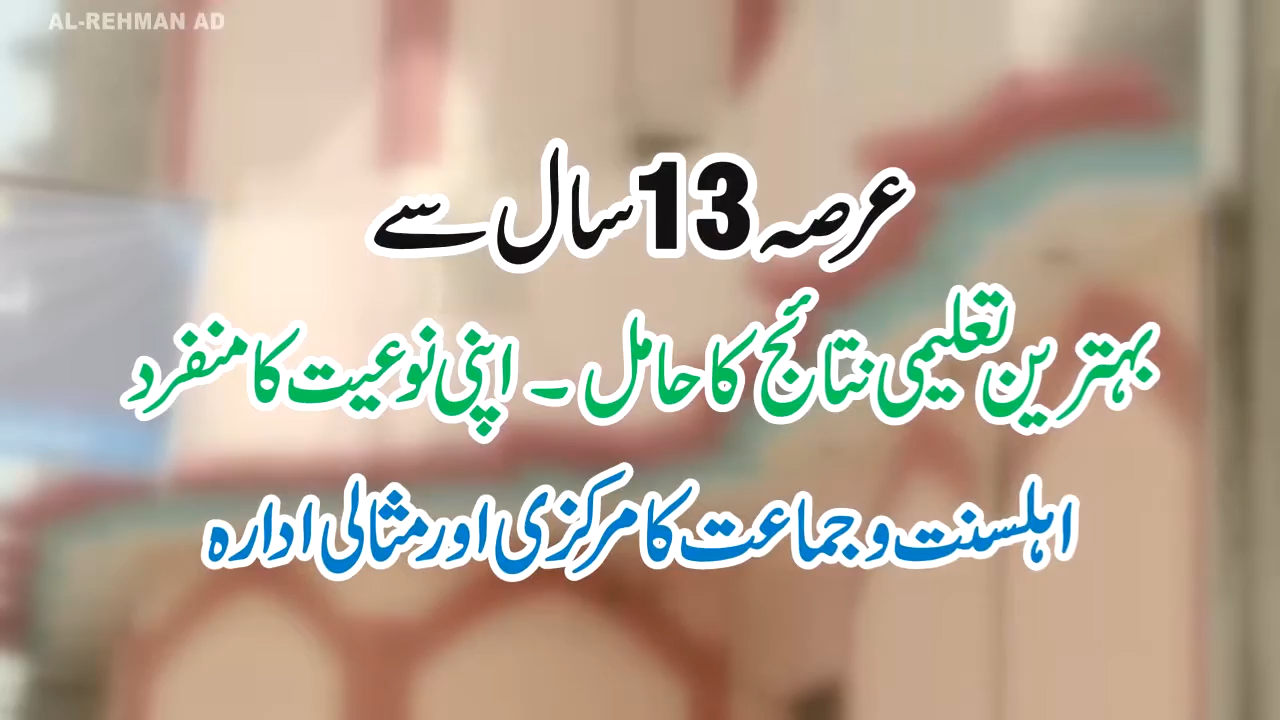 AL-REHMAN AD
عرصہ 13 سال سے
بہترین تعلیمی نتائج کا حامل ۔ اپنی نوعیت کا منفرد
اہلسنت و جماعت کا مرکزی اور مثالی ادارہ